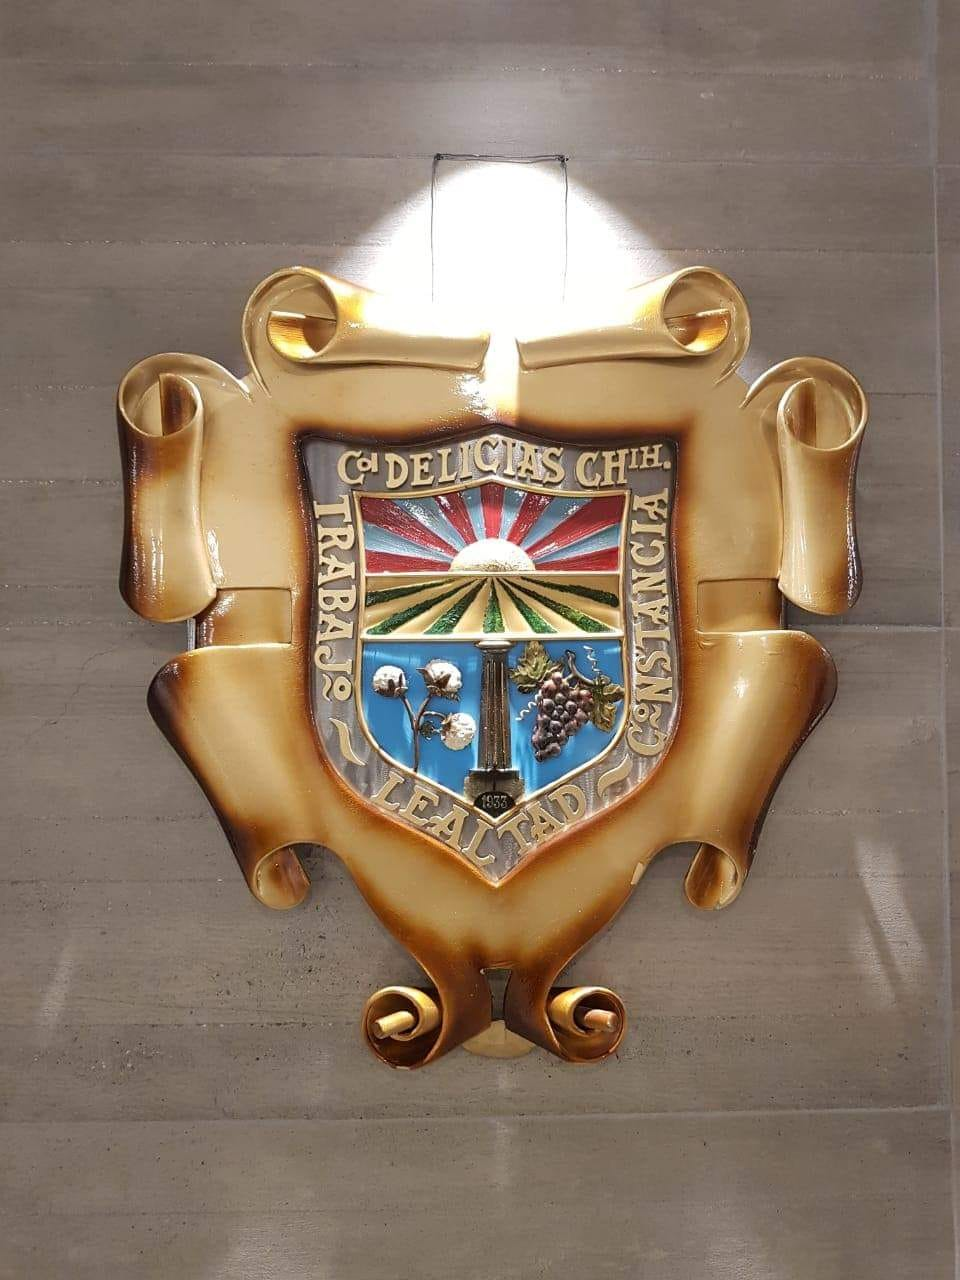 Cd DELICIAS CHIH.
TRABAJO
LEALTAD
CONSTANCIA
1933